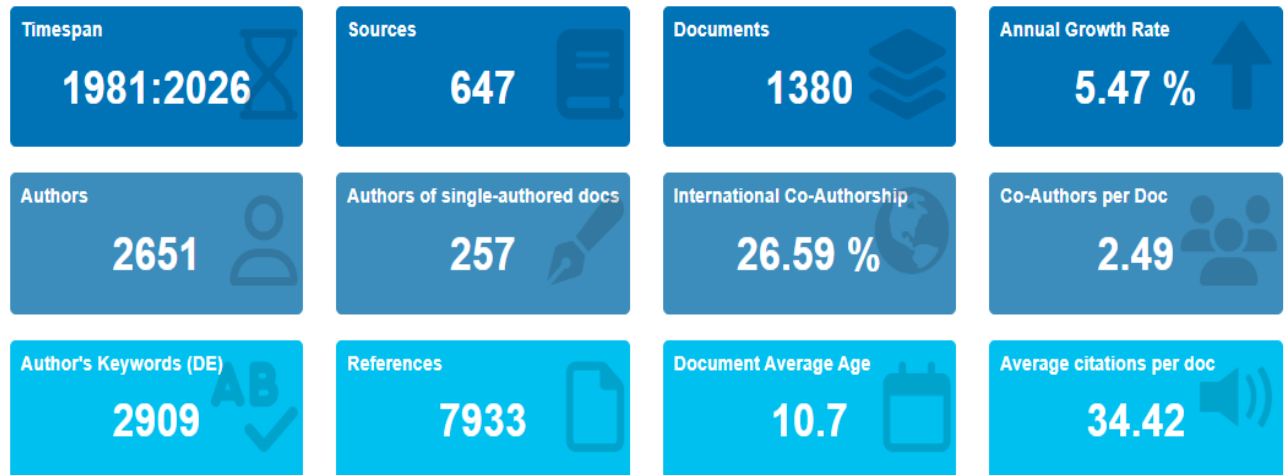 Timespan
1981:2026
Sources
647
Documents
1380
Annual Growth Rate
5.47 %
Authors
2651
Authors of single-authored docs
257
International Co-Authorship
26.59 %
Co-Authors per Doc
2.49
Author's Keywords (DE)
AB
2909
References
7933
Document Average Age
10.7
Average citations per doc
34.42